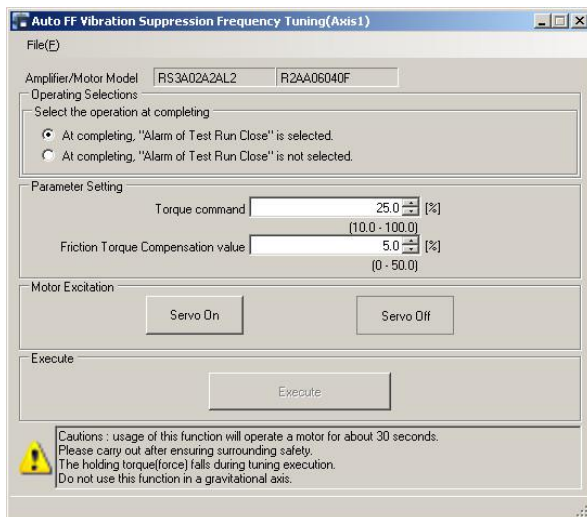 Auto FF Vibration Suppression Frequency Tuning(Axis1)
File(F)
Amplifier/Motor Model RS3A02A2AL2 R2AA06040F
Operating Selections
Select the operation at completing
At completing, "Alarm of Test Run Close" is selected.
At completing, "Alarm of Test Run Close" is not selected.
Parameter Setting
Torque command 25.0 [%]
(10.0 - 100.0)
Friction Torque Compensation value 5.0 [%]
(0 - 50.0)
Motor Excitation
Servo On Servo Off
Execute
Execute
Cautions : usage of this function will operate a motor for about 30 seconds.
Please carry out after ensuring surrounding safety.
The holding torque(force) falls during tuning execution.
Do not use this function in a gravitational axis.